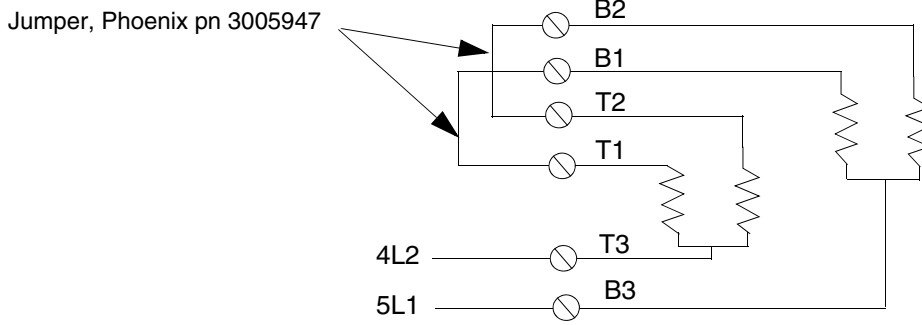 B2
Jumper, Phoenix pn 3005947
B1
T2
T1
4L2
T3
5L1
B3